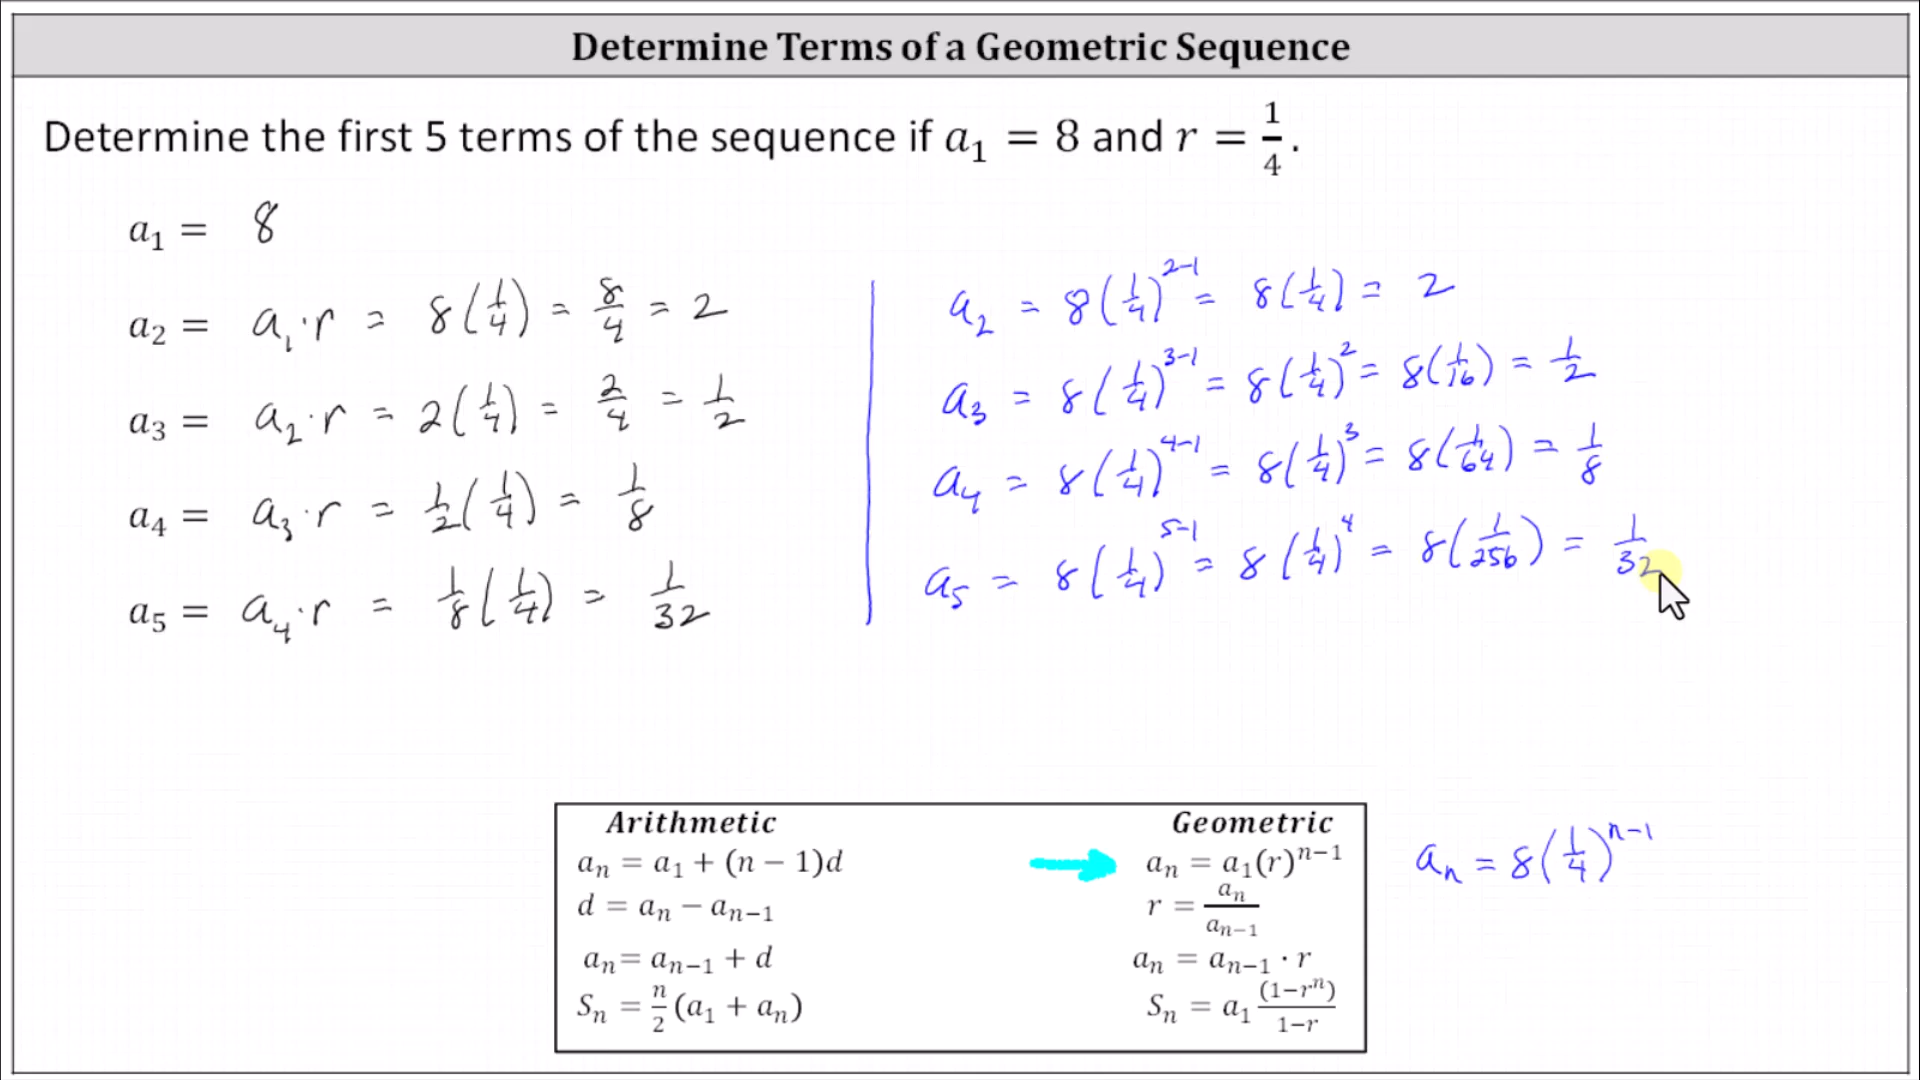 Determine Terms of a Geometric Sequence
Determine the first 5 terms of the sequence if a₁ = 8 and r = 1/4.
a₁ = 8
a₂ = a₁·r = 8(1/4) = 8/4 = 2
a₃ = a₂·r = 2(1/4) = 2/4 = 1/2
a₄ = a₃·r = 1/2(1/4) = 1/8
a₅ = a₄·r = 1/8(1/4) = 1/32
a₂ = 8(1/4)²⁻¹ = 8(1/4) = 2
a₃ = 8(1/4)³⁻¹ = 8(1/4)² = 8(1/16) = 1/2
a₄ = 8(1/4)⁴⁻¹ = 8(1/4)³ = 8(1/64) = 1/8
a₅ = 8(1/4)⁵⁻¹ = 8(1/4)⁴ = 8(1/256) = 1/32
Arithmetic
aₙ = a₁ + (n − 1)d
d = aₙ − aₙ₋₁
aₙ = aₙ₋₁ + d
Sₙ = n/2 (a₁ + aₙ)
Geometric
aₙ = a₁(r)ⁿ⁻¹
r = aₙ/aₙ₋₁
aₙ = aₙ₋₁ · r
Sₙ = a₁ (1−rⁿ)/1−r
aₙ = 8(1/4)ⁿ⁻¹